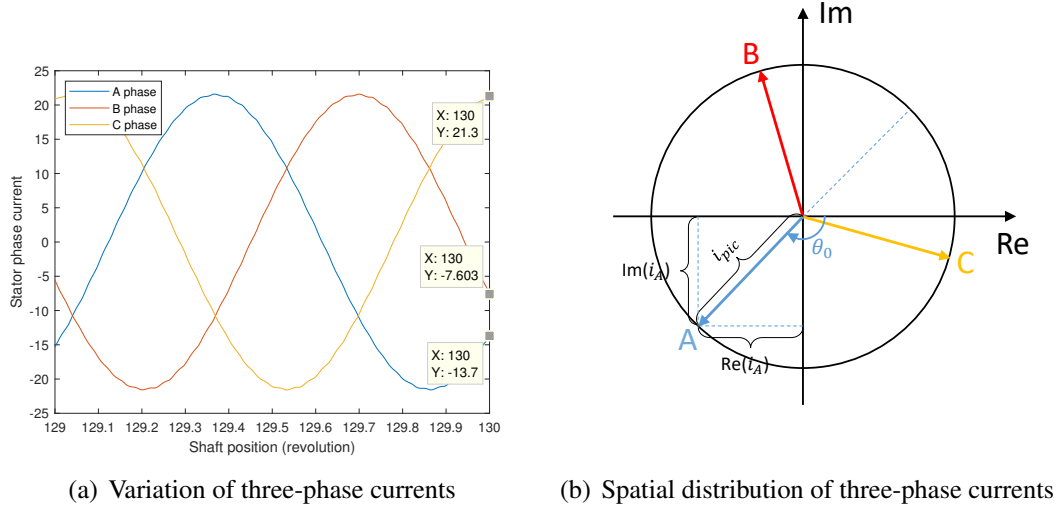 25
20
15
10
5
0
-5
-10
-15
-20
-25
Stator phase current
A phase
B phase
C phase
X: 130
Y: 21.3
X: 130
Y: -7.603
X: 130
Y: -13.7
129 129.1 129.2 129.3 129.4 129.5 129.6 129.7 129.8 129.9 130
Shaft position (revolution)
(a) Variation of three-phase currents
Im
B
Re
θ₀
C
i_pic
Im(i_A)
A
Re(i_A)
(b) Spatial distribution of three-phase currents